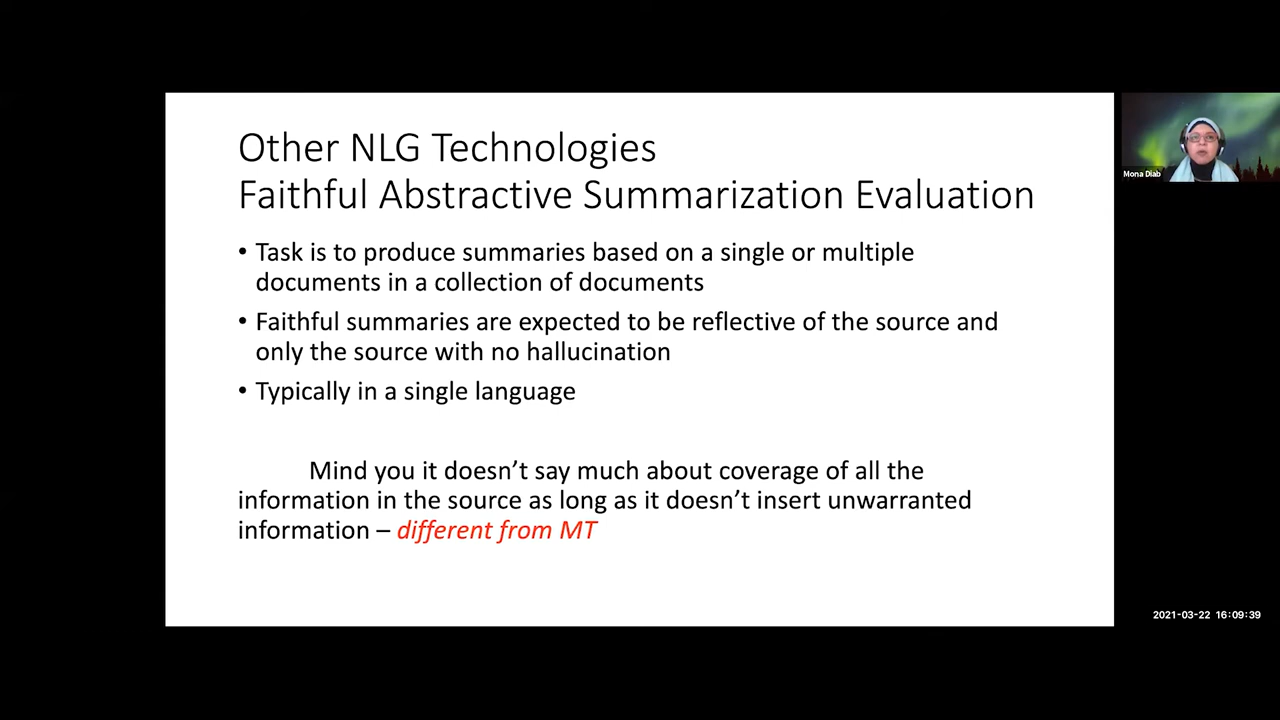 Other NLG Technologies
Faithful Abstractive Summarization Evaluation
• Task is to produce summaries based on a single or multiple
documents in a collection of documents
• Faithful summaries are expected to be reflective of the source and
only the source with no hallucination
• Typically in a single language
Mind you it doesn’t say much about coverage of all the
information in the source as long as it doesn’t insert unwarranted
information – different from MT
Mona Diab
2021-03-22 16:09:39